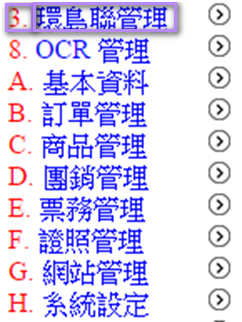 3. 環島聯管理
8. OCR 管理
A. 基本資料
B. 訂單管理
C. 商品管理
D. 團銷管理
E. 票務管理
F. 證照管理
G. 網站管理
H. 系統設定